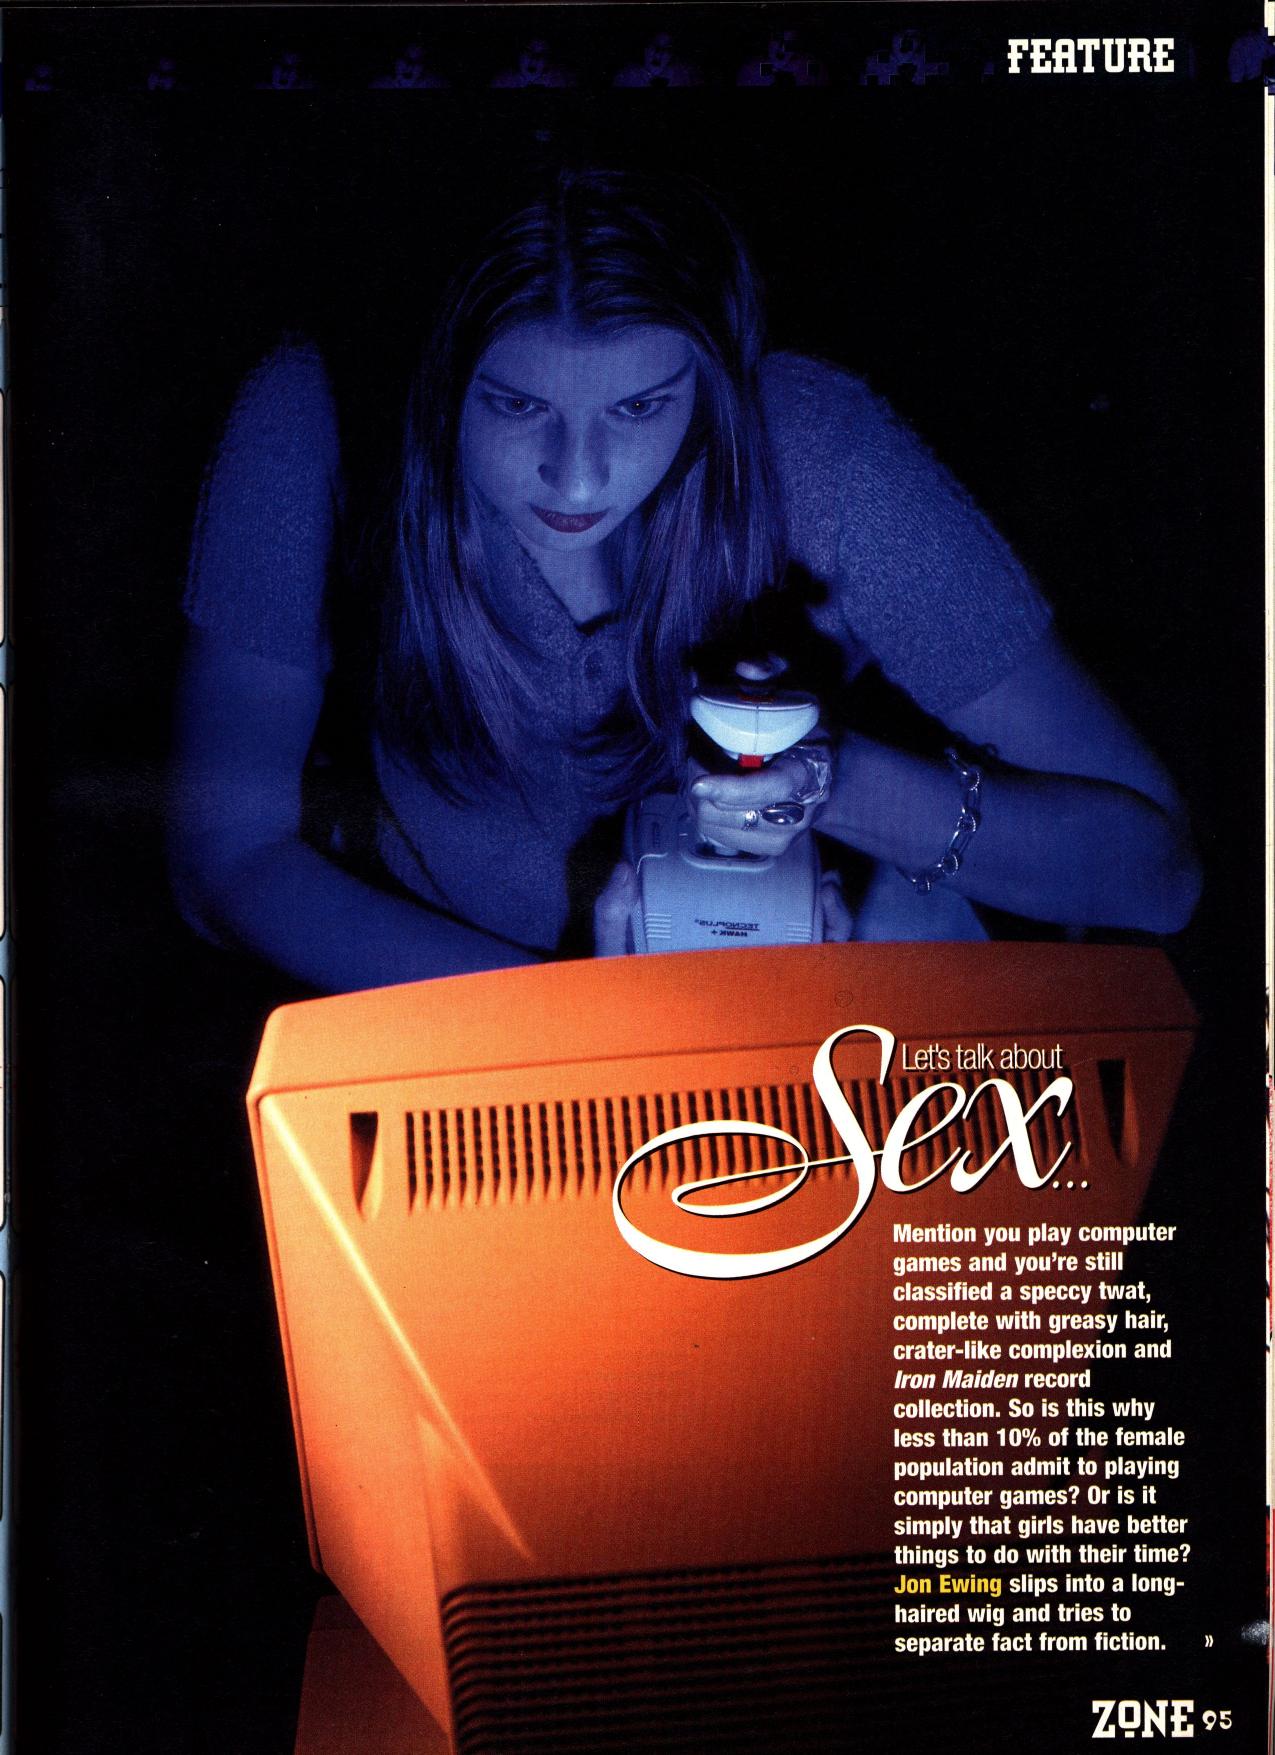 FEATURE
TECNOPLUS®
HAWK+
Let's talk about
Sex...
Mention you play computer
games and you're still
classified a speccy twat,
complete with greasy hair,
crater-like complexion and
Iron Maiden record
collection. So is this why
less than 10% of the female
population admit to playing
computer games? Or is it
simply that girls have better
things to do with their time?
Jon Ewing slips into a long-
haired wig and tries to
separate fact from fiction. »
ZONE 95